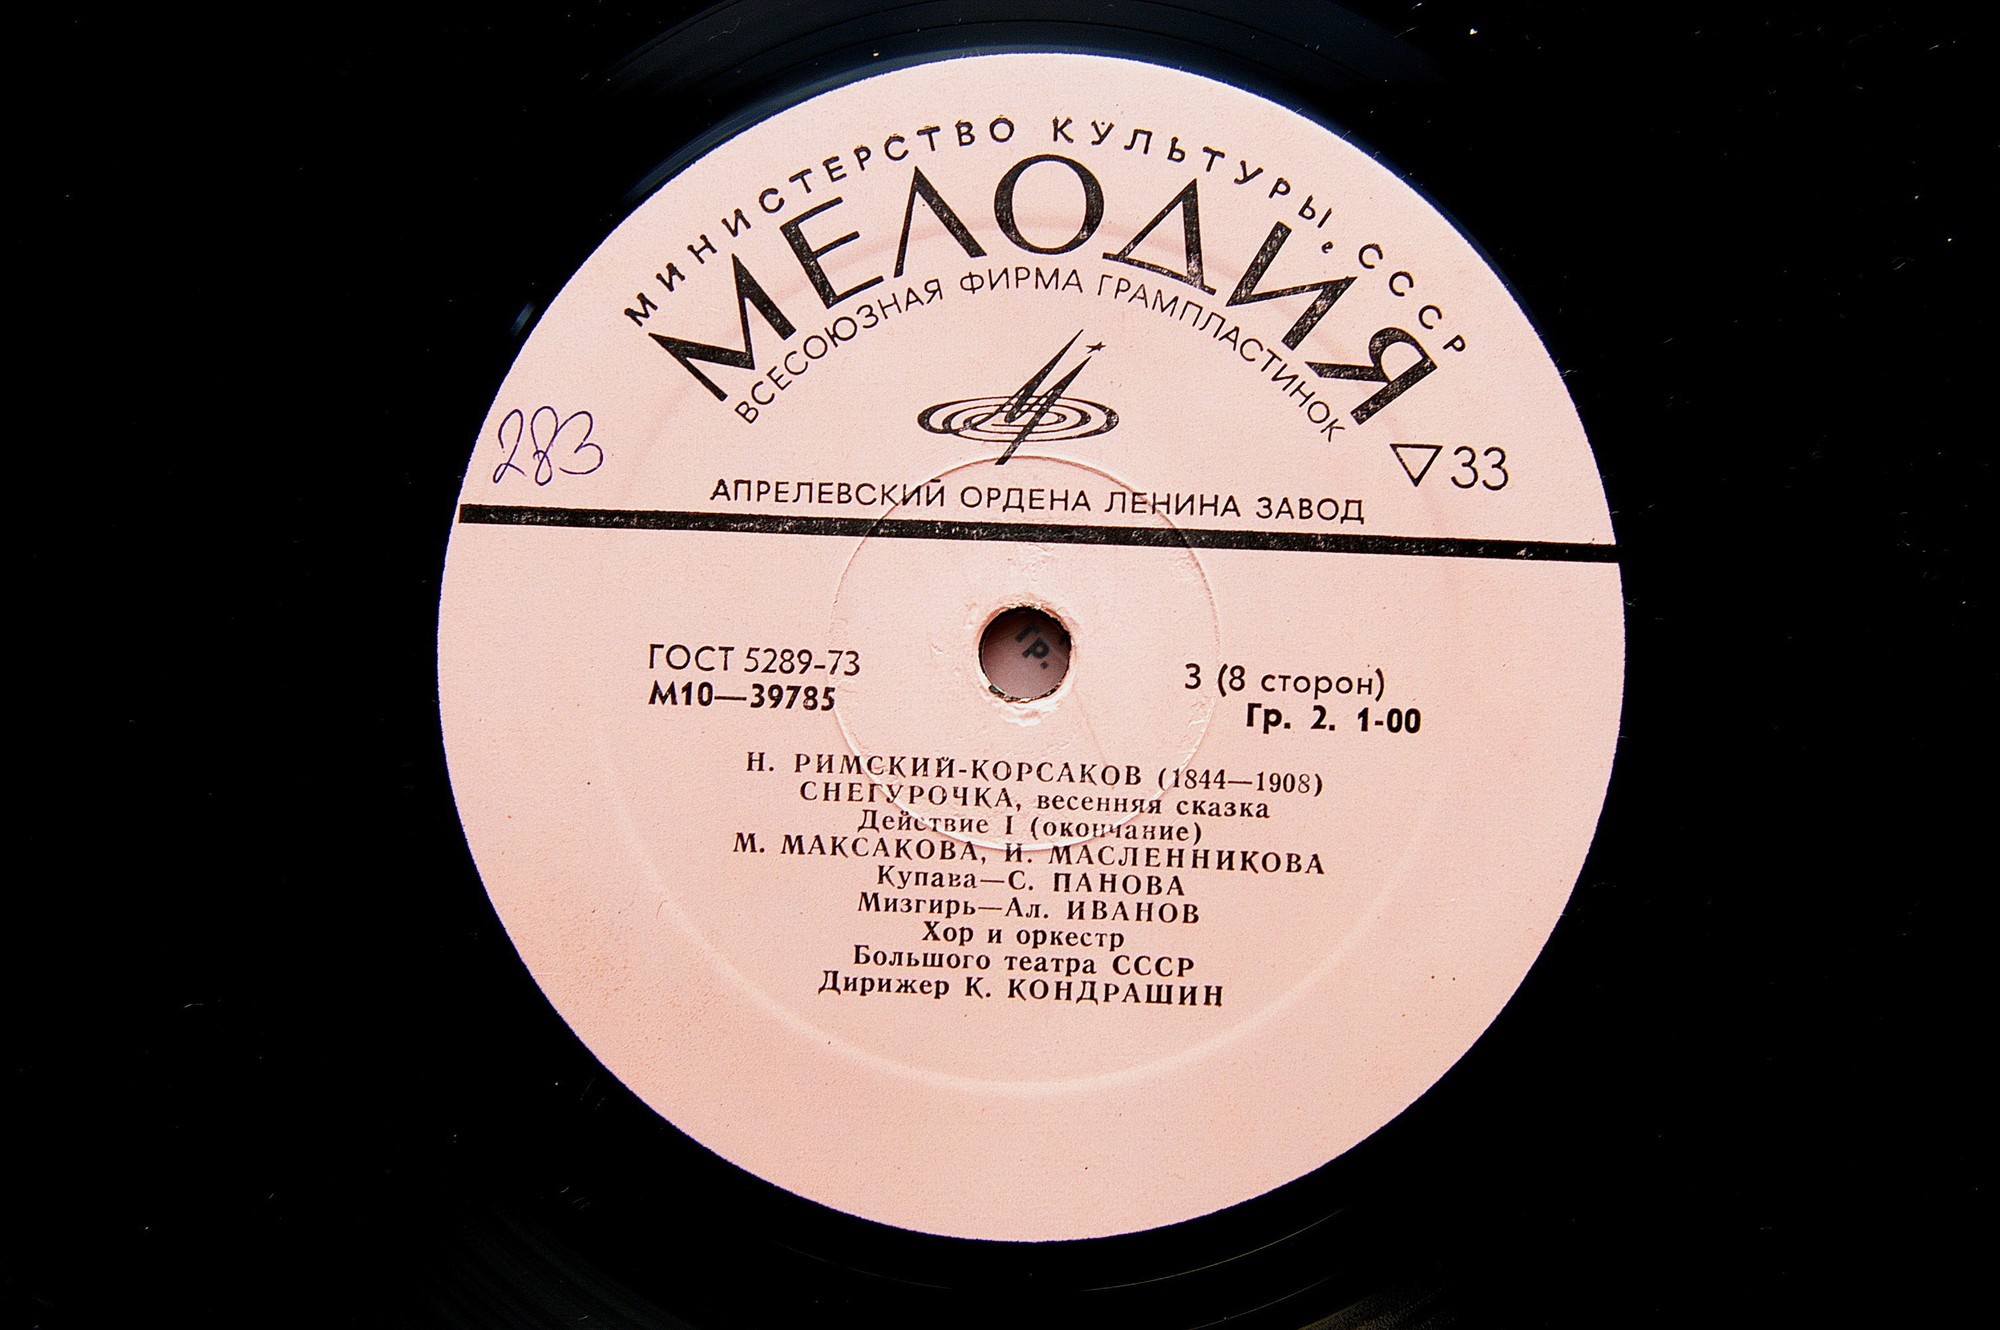 МИНИСТЕРСТВО КУЛЬТУРЫ, СССР
МЕЛОДИЯ
ВСЕСОЮЗНАЯ ФИРМА ГРАМПЛАСТИНОК
283
33
АПРЕЛЕВСКИЙ ОРДЕНА ЛЕНИНА ЗАВОД
Гр.
ГОСТ 5289-73
М10—39785
3 (8 сторон)
Гр. 2. 1-00
Н. РИМСКИЙ-КОРСАКОВ (1844—1908)
СНЕГУРОЧКА, весенняя сказка
Действие I (окончание)
М. МАКСАКОВА, И. МАСЛЕННИКОВА
Купава—С. ПАНОВА
Мизгирь—Ал. ИВАНОВ
Хор и оркестр
Большого театра СССР
Дирижер К. КОНДРАШИН